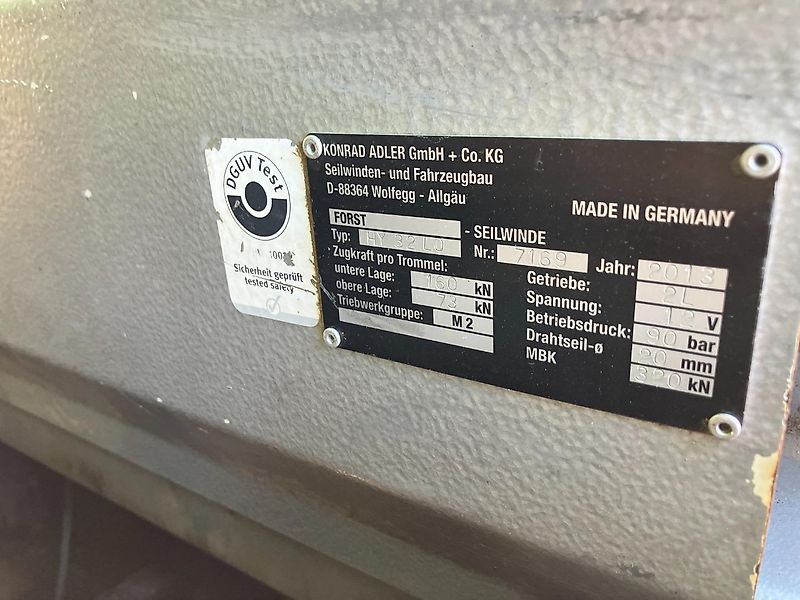 DGUV Test
Sicherheit geprüft
tested safety
KONRAD ADLER GmbH + Co. KG
Seilwinden- und Fahrzeugbau
D-88364 Wolfegg - Allgäu
MADE IN GERMANY
FORST - SEILWINDE
Typ: HY 32 LJ Nr.: 7169 Jahr: 2013
Zugkraft pro Trommel:
untere Lage: 160 kN
obere Lage: 73 kN
Triebwerkgruppe: M 2
Getriebe: 2L
Spannung: 12 V
Betriebsdruck: 90 bar
Drahtseil-ø 20 mm
MBK 320 kN